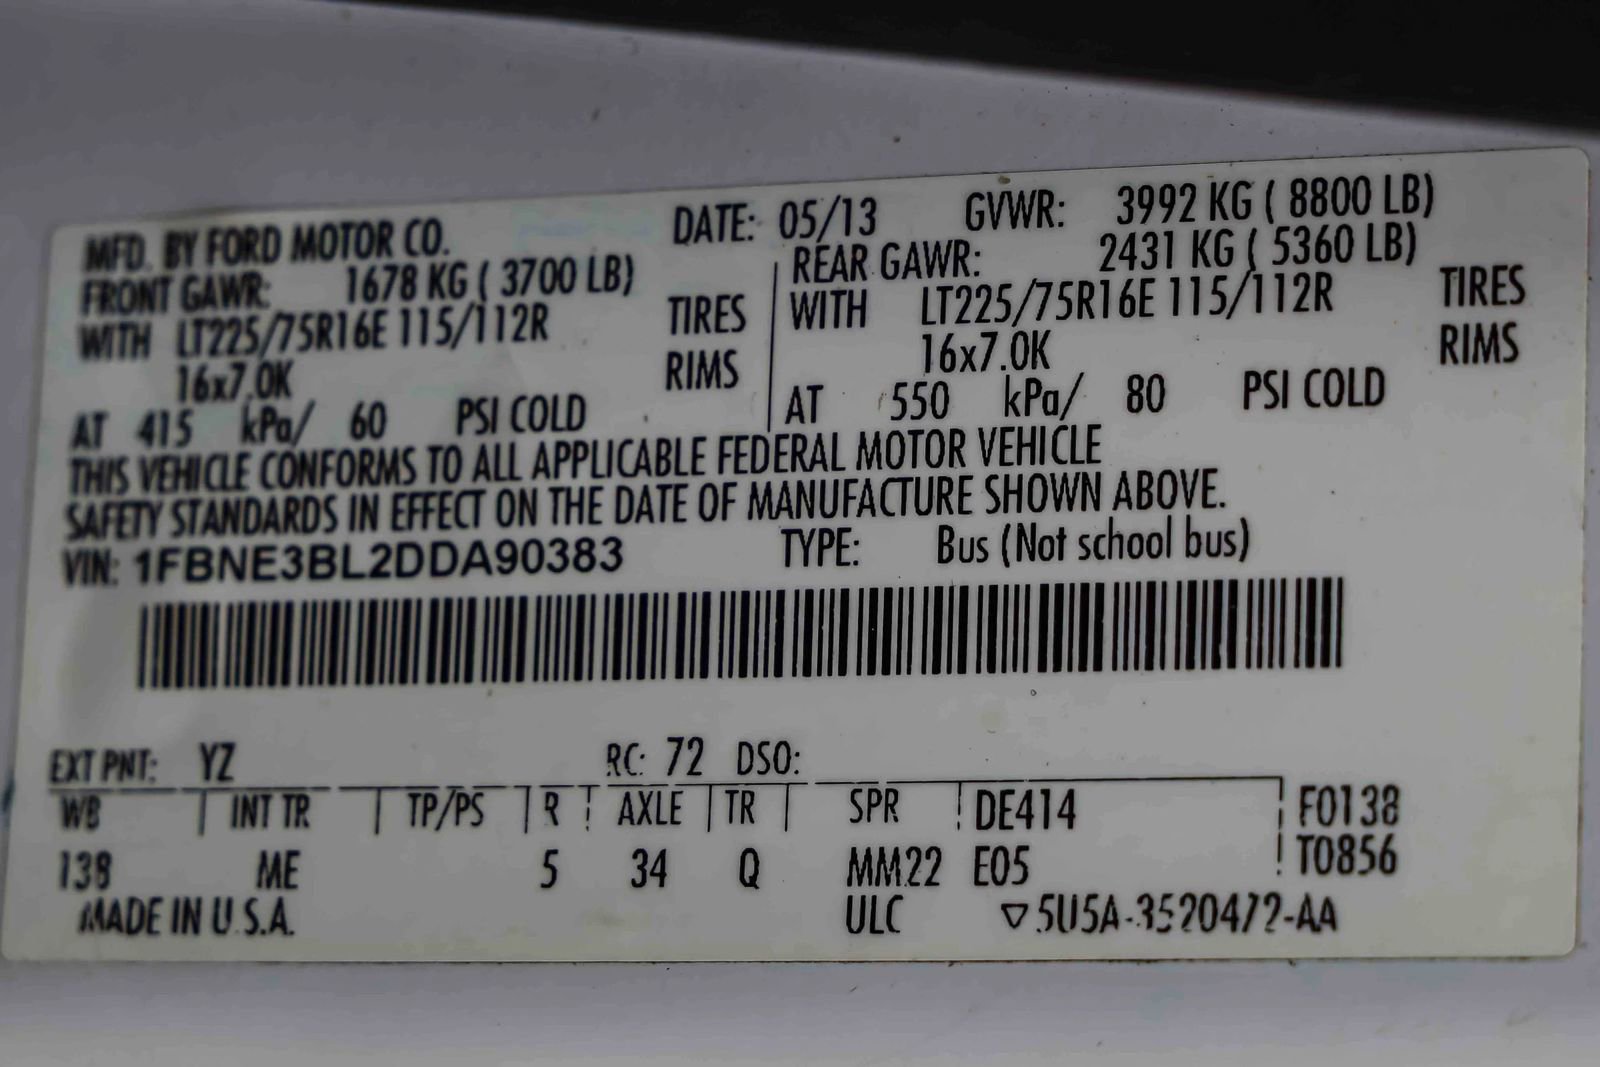 MFD. BY FORD MOTOR CO. DATE: 05/13 GVWR: 3992 KG ( 8800 LB)
FRONT GAWR: 1678 KG ( 3700 LB) REAR GAWR: 2431 KG ( 5360 LB)
WITH LT225/75R16E 115/112R TIRES WITH LT225/75R16E 115/112R TIRES
16x7.0K RIMS 16x7.0K RIMS
AT 415 kPa/ 60 PSI COLD AT 550 kPa/ 80 PSI COLD
THIS VEHICLE CONFORMS TO ALL APPLICABLE FEDERAL MOTOR VEHICLE
SAFETY STANDARDS IN EFFECT ON THE DATE OF MANUFACTURE SHOWN ABOVE.
VIN: 1FBNE3BL2DDA90383 TYPE: Bus (Not school bus)
EXT PNT: YZ RC: 72 DSO:
WB INT TR TP/PS R AXLE TR SPR DE414 F0138
138 ME 5 34 Q MM22 E05 T0856
MADE IN U.S.A. ULC ▽5U5A-3520472-AA